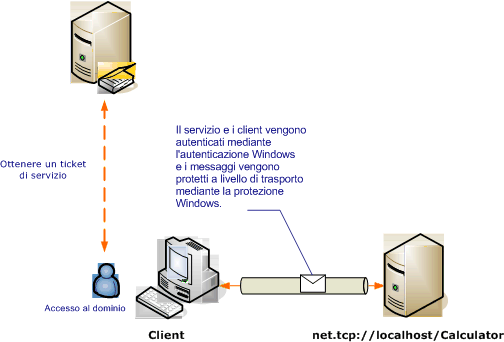 Il servizio e i client vengono
autenticati mediante
l'autenticazione Windows
e i messaggi vengono
protetti a livello di trasporto
mediante la protezione
Windows.
Ottenere un ticket
di servizio
Accesso al dominio
Client
net.tcp://localhost/Calculator